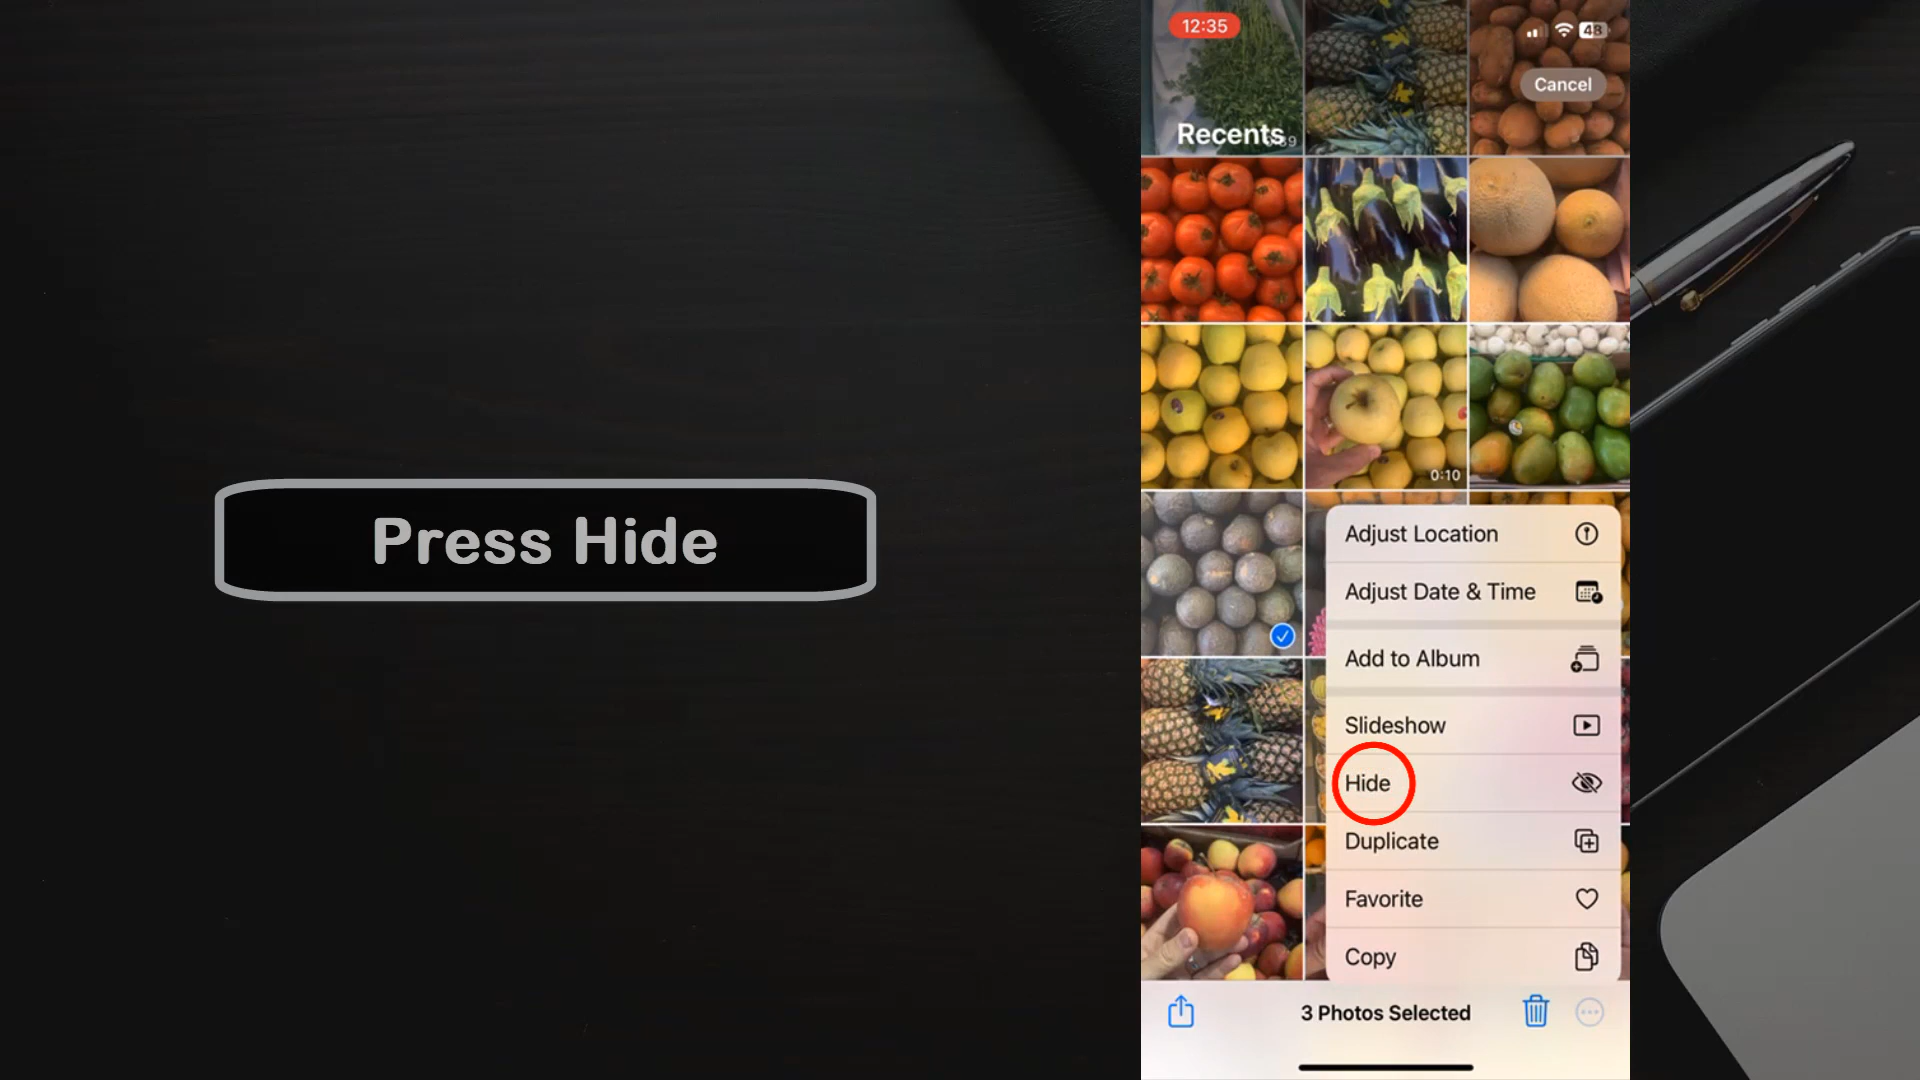 12:35
48
Cancel
Recents
Press Hide
0:10
Adjust Location
Adjust Date & Time
Add to Album
Slideshow
Hide
Duplicate
Favorite
Copy
3 Photos Selected